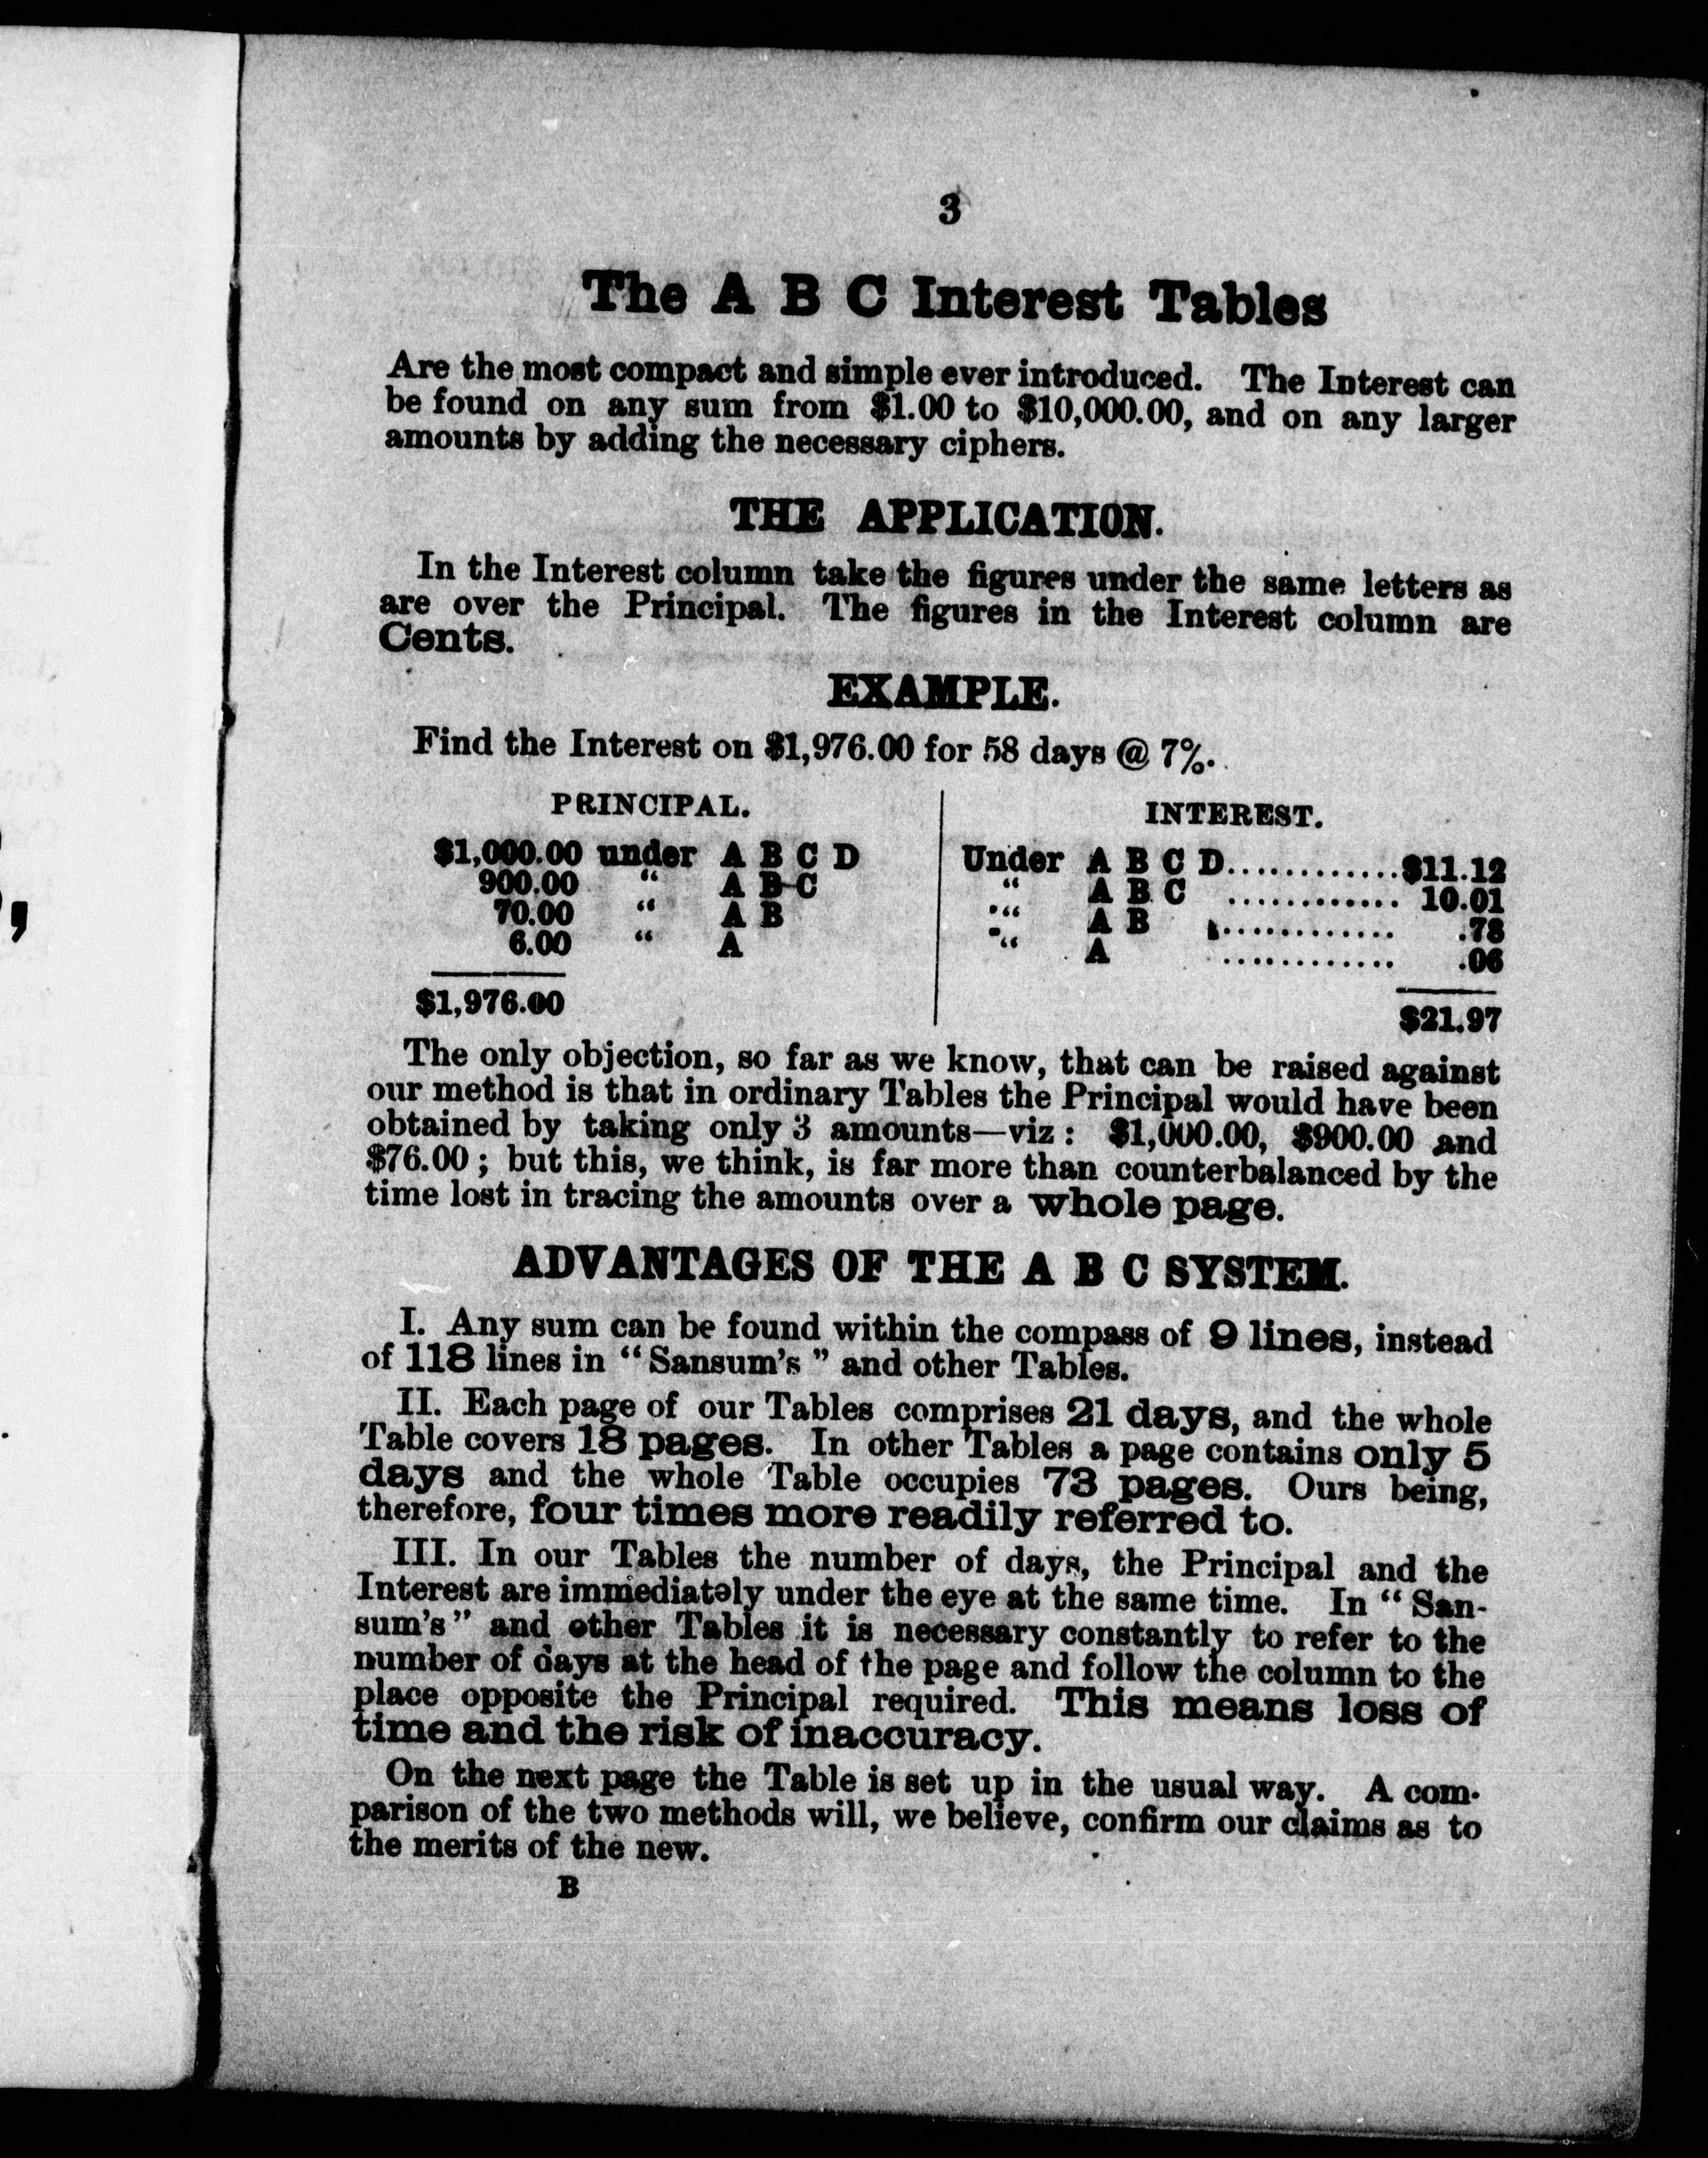 3
The A B C Interest Tables
Are the most compact and simple ever introduced. The Interest can
be found on any sum from $1.00 to $10,000.00, and on any larger
amounts by adding the necessary ciphers.
THE APPLICATION.
In the Interest column take the figures under the same letters as
are over the Principal. The figures in the Interest column are
Cents.
EXAMPLE.
Find the Interest on $1,976.00 for 58 days @ 7%.
PRINCIPAL.
$1,000.00 under A B C D
900.00 “ A B C
70.00 “ A B
6.00 “ A
$1,976.00
INTEREST.
Under A B C D.............$11.12
“ A B C ............ 10.01
“ A B ............ .78
“ A ............ .06
$21.97
The only objection, so far as we know, that can be raised against
our method is that in ordinary Tables the Principal would have been
obtained by taking only 3 amounts—viz : $1,000.00, $900.00 and
$76.00 ; but this, we think, is far more than counterbalanced by the
time lost in tracing the amounts over a whole page.
ADVANTAGES OF THE A B C SYSTEM.
I. Any sum can be found within the compass of 9 lines, instead
of 118 lines in “ Sansum’s ” and other Tables.
II. Each page of our Tables comprises 21 days, and the whole
Table covers 18 pages. In other Tables a page contains only 5
days and the whole Table occupies 73 pages. Ours being,
therefore, four times more readily referred to.
III. In our Tables the number of days, the Principal and the
Interest are immediately under the eye at the same time. In “ San-
sum’s ” and other Tables it is necessary constantly to refer to the
number of days at the head of the page and follow the column to the
place opposite the Principal required. This means loss of
time and the risk of inaccuracy.
On the next page the Table is set up in the usual way. A com-
parison of the two methods will, we believe, confirm our claims as to
the merits of the new.
B